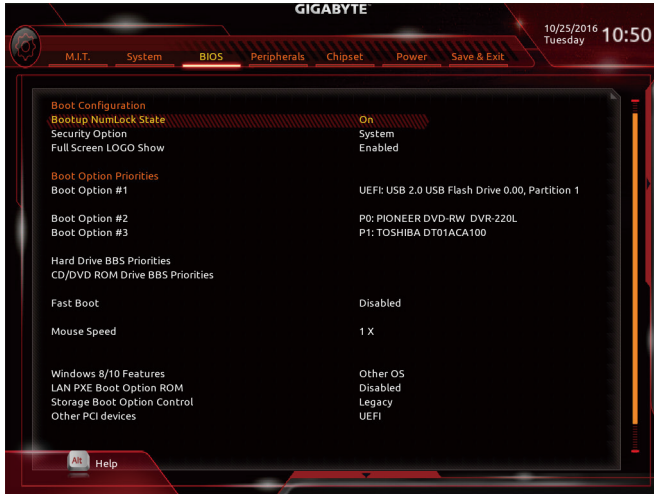 GIGABYTE™
10/25/2016
Tuesday
10:50
M.I.T. System BIOS Peripherals Chipset Power Save & Exit
Boot Configuration
Bootup NumLock State On
Security Option System
Full Screen LOGO Show Enabled
Boot Option Priorities
Boot Option #1 UEFI: USB 2.0 USB Flash Drive 0.00, Partition 1
Boot Option #2 P0: PIONEER DVD-RW DVR-220L
Boot Option #3 P1: TOSHIBA DT01ACA100
Hard Drive BBS Priorities
CD/DVD ROM Drive BBS Priorities
Fast Boot Disabled
Mouse Speed 1 X
Windows 8/10 Features Other OS
LAN PXE Boot Option ROM Disabled
Storage Boot Option Control Legacy
Other PCI devices UEFI
Alt Help